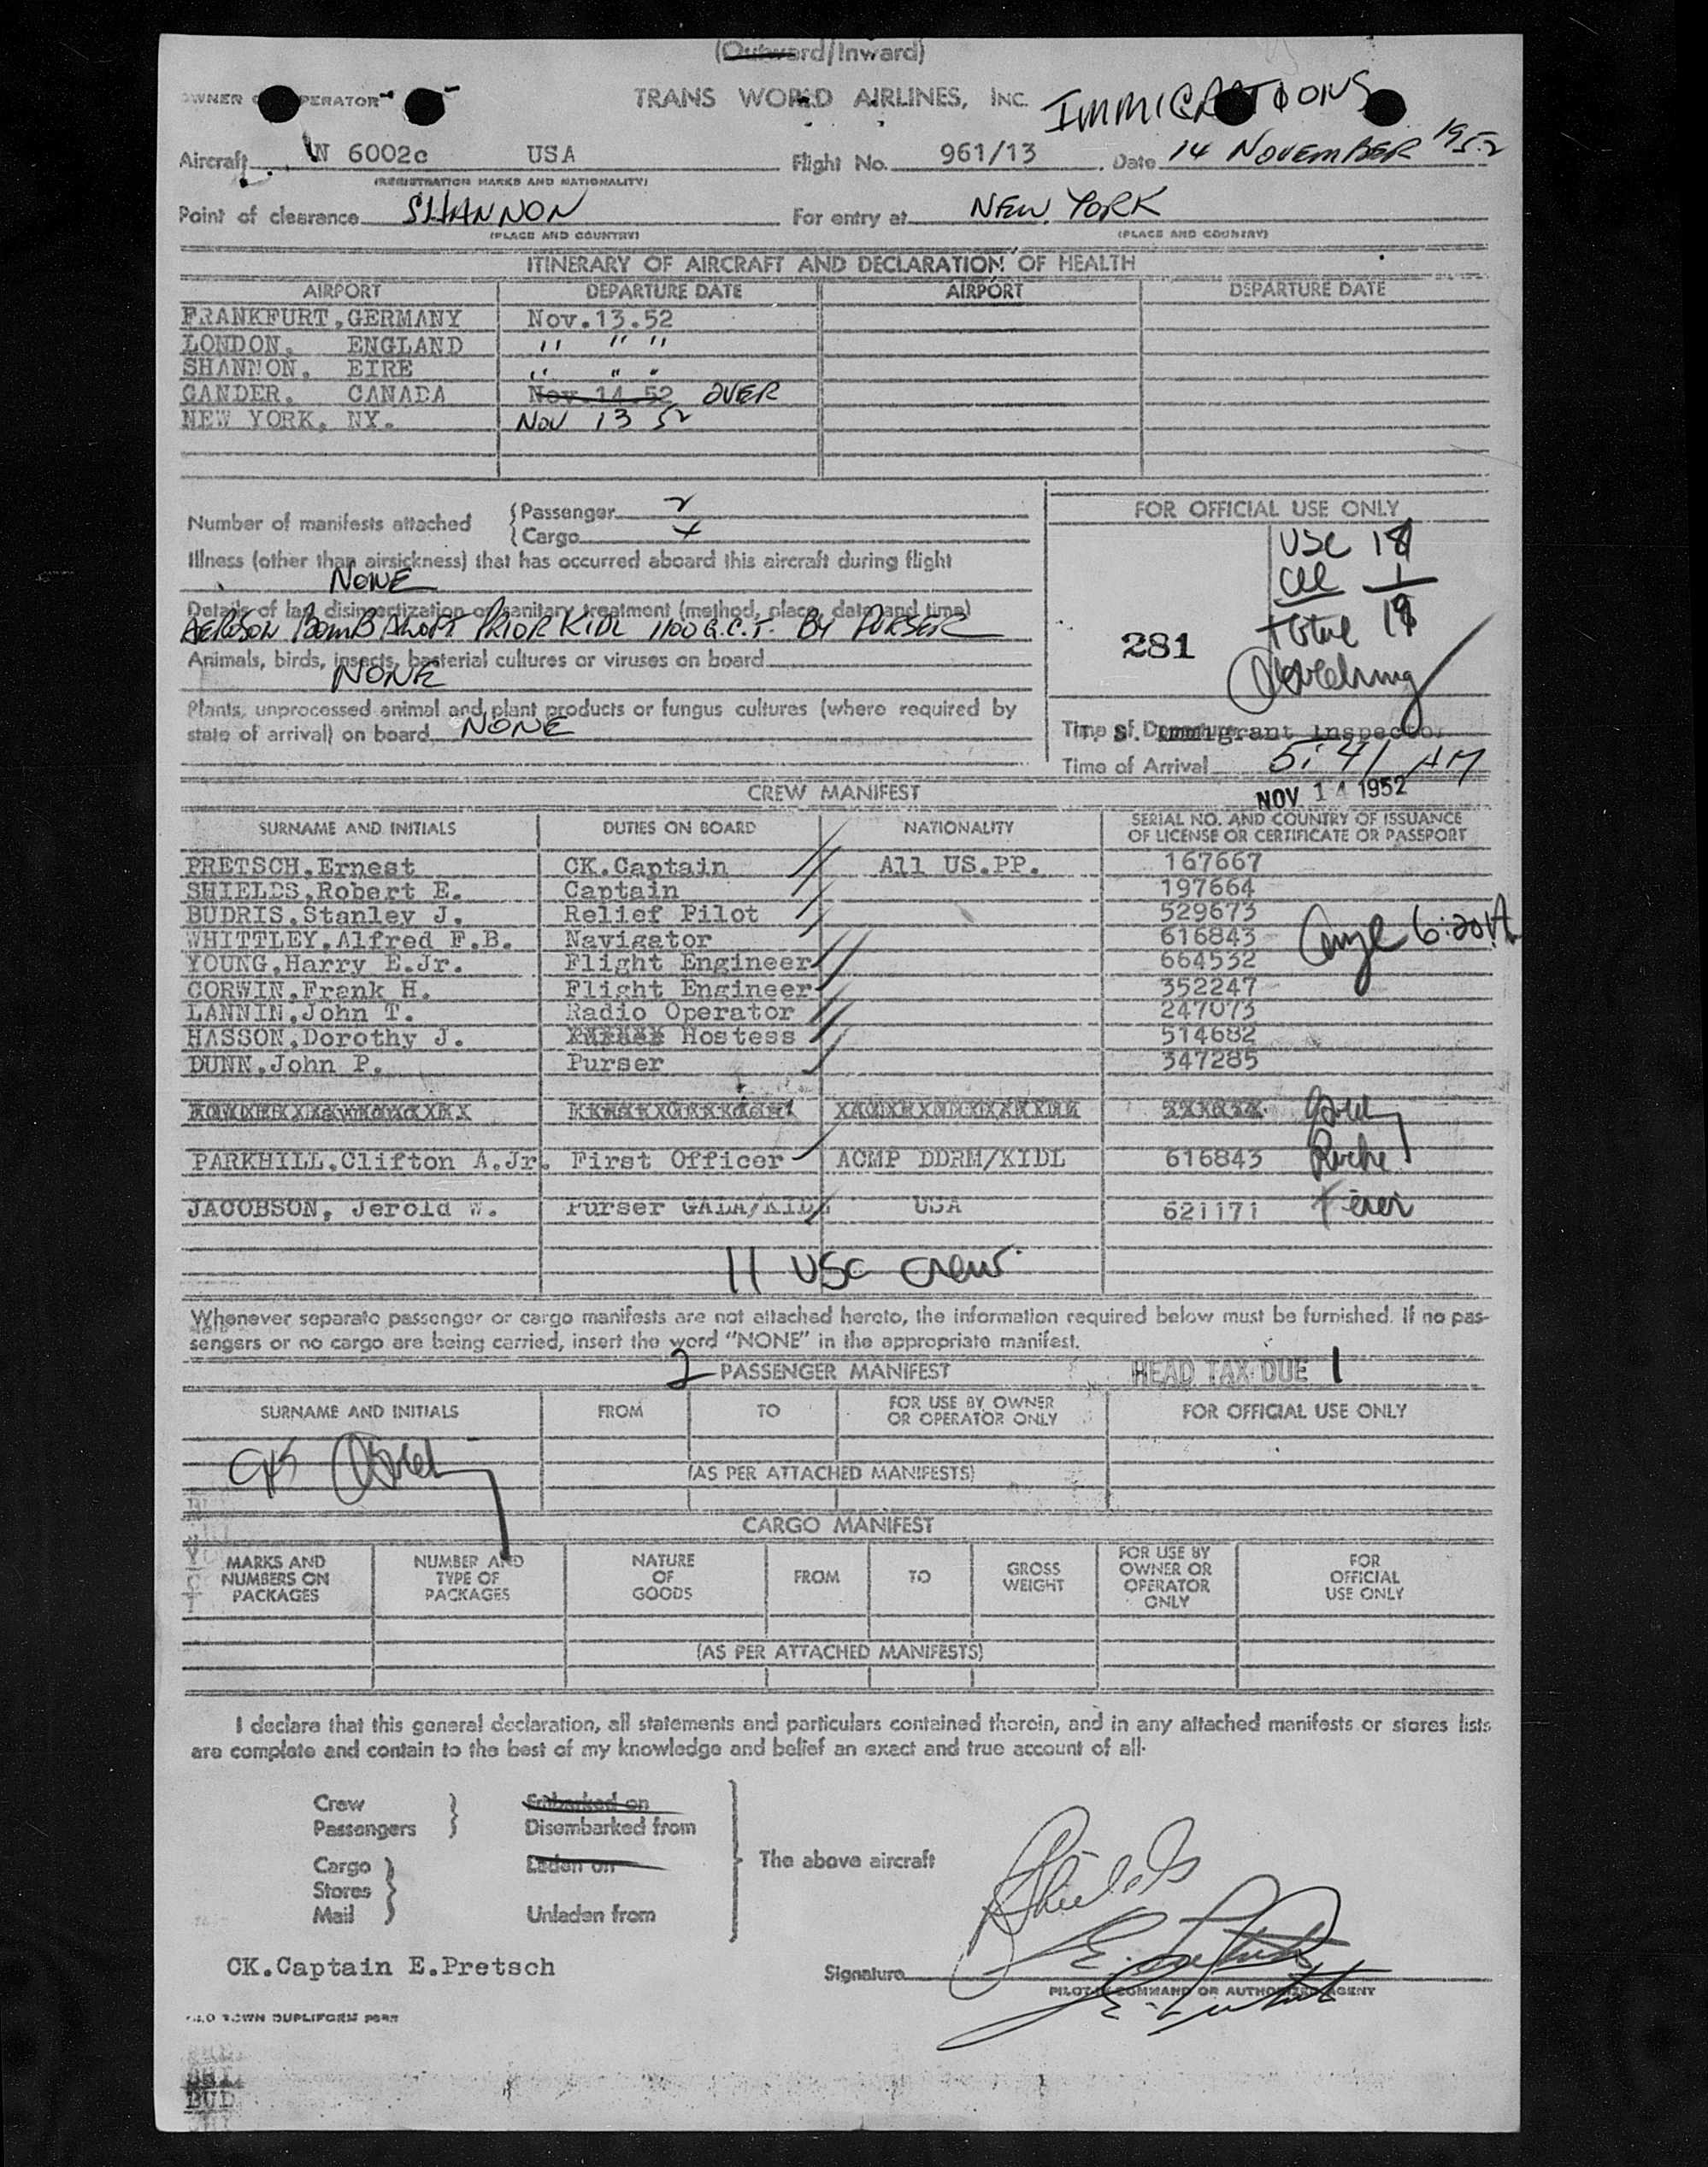 (Outward/Inward)
OWNER O PERATOR TRANS WORLD AIRLINES, INC. IMMIGRATIONS
Aircraft N 6002c USA Flight No. 961/13 Date 14 NOVEMBER 1952
(REGISTRATION MARKS AND NATIONALITY)
Point of clearance SHANNON For entry at NEW YORK
(PLACE AND COUNTRY) (PLACE AND COUNTRY)
ITINERARY OF AIRCRAFT AND DECLARATION OF HEALTH
AIRPORT DEPARTURE DATE AIRPORT DEPARTURE DATE
FRANKFURT,GERMANY Nov.13.52
LONDON, ENGLAND " " "
SHANNON, EIRE " " "
GANDER. CANADA Nov.14.52 OVER
NEW YORK, NY. NOV 13 52
Number of manifests attached {Passenger 2
{Cargo
FOR OFFICIAL USE ONLY
USC
Illness (other than airsickness) that has occurred aboard this aircraft during flight
NONE
1
Details of last disinsectization or sanitary treatment (method, place, date and time)
AEROSOL BOMB PRIOR KIDL 1100 G.C.T. BY PURSER
Total
281
Animals, birds, insects, bacterial cultures or viruses on board
NONE
Plants, unprocessed animal and plant products or fungus cultures (where required by
state of arrival) on board NONE
Time of Departure
U. S. Immigrant Inspector
Time of Arrival 5:41 AM
NOV 14 1952
CREW MANIFEST
SURNAME AND INITIALS DUTIES ON BOARD NATIONALITY SERIAL NO. AND COUNTRY OF ISSUANCE
OF LICENSE OR CERTIFICATE OR PASSPORT
PRETSCH,Ernest CK.Captain All US.PP. 167667
SHIELDS,Robert E. Captain 197664
BUDRIS,Stanley J. Relief Pilot 529673
WHITTLEY,Alfred F.B. Navigator 616843 6:20A
YOUNG,Harry E.Jr. Flight Engineer 664532
CORWIN,Frank H. Flight Engineer 352247
LANNIN,John T. Radio Operator 247073
HASSON,Dorothy J. Hostess 514682
DUNN,John P. Purser 347285
PARKHILL,Clifton A.Jr. First Officer ACMP DDRM/KIDL 616843
JACOBSON, Jerold W. Purser GALA/KIDL USA 621171
11 USC crew
Whenever separate passenger or cargo manifests are not attached hereto, the information required below must be furnished. If no pas-
sengers or no cargo are being carried, insert the word "NONE" in the appropriate manifest.
2 PASSENGER MANIFEST HEAD TAX DUE 1
SURNAME AND INITIALS FROM TO FOR USE BY OWNER
OR OPERATOR ONLY FOR OFFICIAL USE ONLY
(AS PER ATTACHED MANIFESTS)
CARGO MANIFEST
MARKS AND
NUMBERS ON
PACKAGES NUMBER AND
TYPE OF
PACKAGES NATURE
OF
GOODS FROM TO GROSS
WEIGHT FOR USE BY
OWNER OR
OPERATOR
ONLY FOR
OFFICIAL
USE ONLY
(AS PER ATTACHED MANIFESTS)
I declare that this general declaration, all statements and particulars contained therein, and in any attached manifests or stores lists
are complete and contain to the best of my knowledge and belief an exact and true account of all.
Crew Embarked on
Passengers Disembarked from
Cargo Laden on The above aircraft
Stores
Mail Unladen from
Shields
CK.Captain E.Pretsch Signature
PILOT IN COMMAND OR AUTHORIZED AGENT
BUD